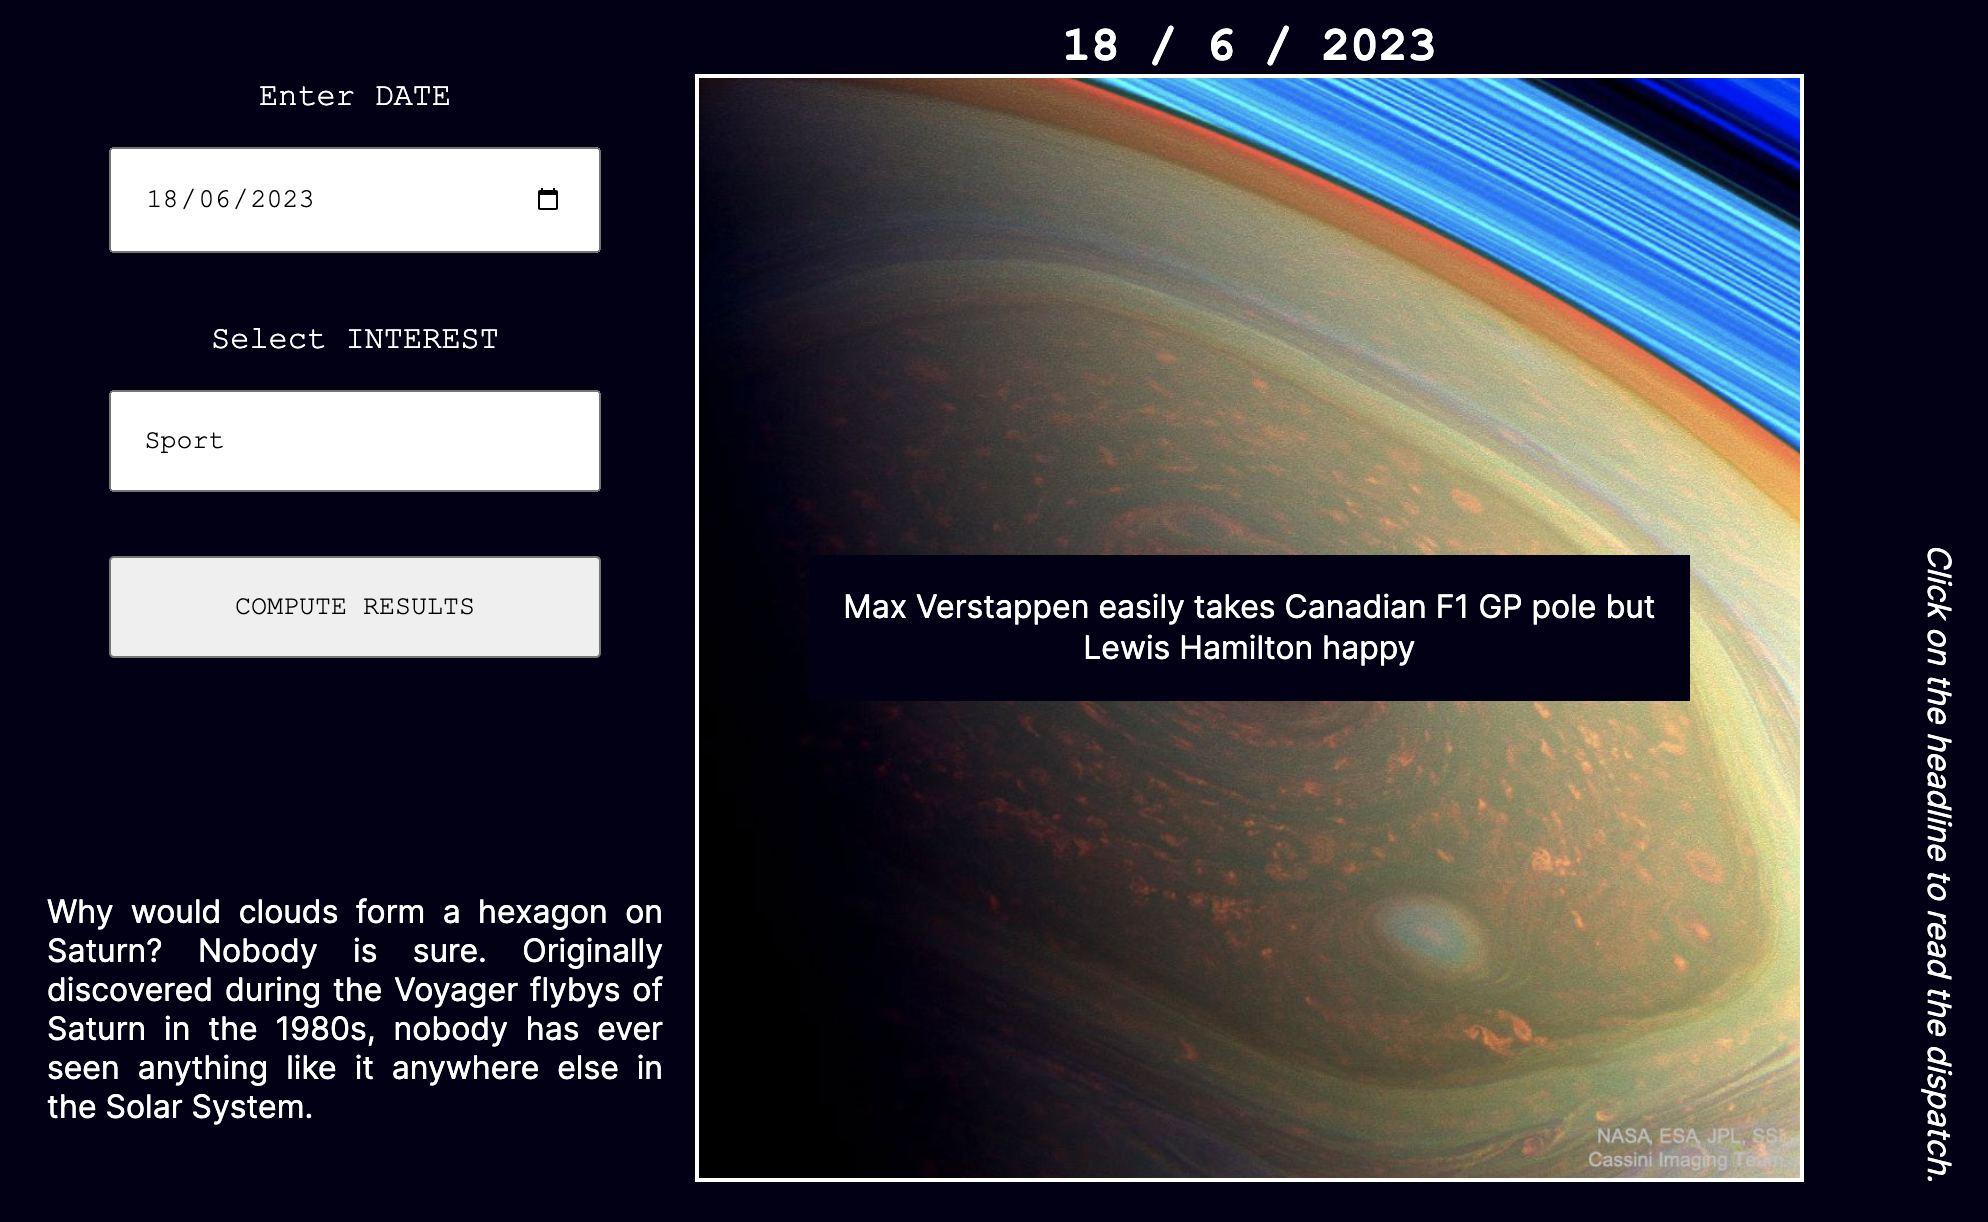 18 / 6 / 2023
Enter DATE
18/06/2023
Select INTEREST
Sport
COMPUTE RESULTS
Why would clouds form a hexagon on
Saturn? Nobody is sure. Originally
discovered during the Voyager flybys of
Saturn in the 1980s, nobody has ever
seen anything like it anywhere else in
the Solar System.
Max Verstappen easily takes Canadian F1 GP pole but
Lewis Hamilton happy
NASA, ESA, JPL, SSI,
Cassini Imaging Team
Click on the headline to read the dispatch.